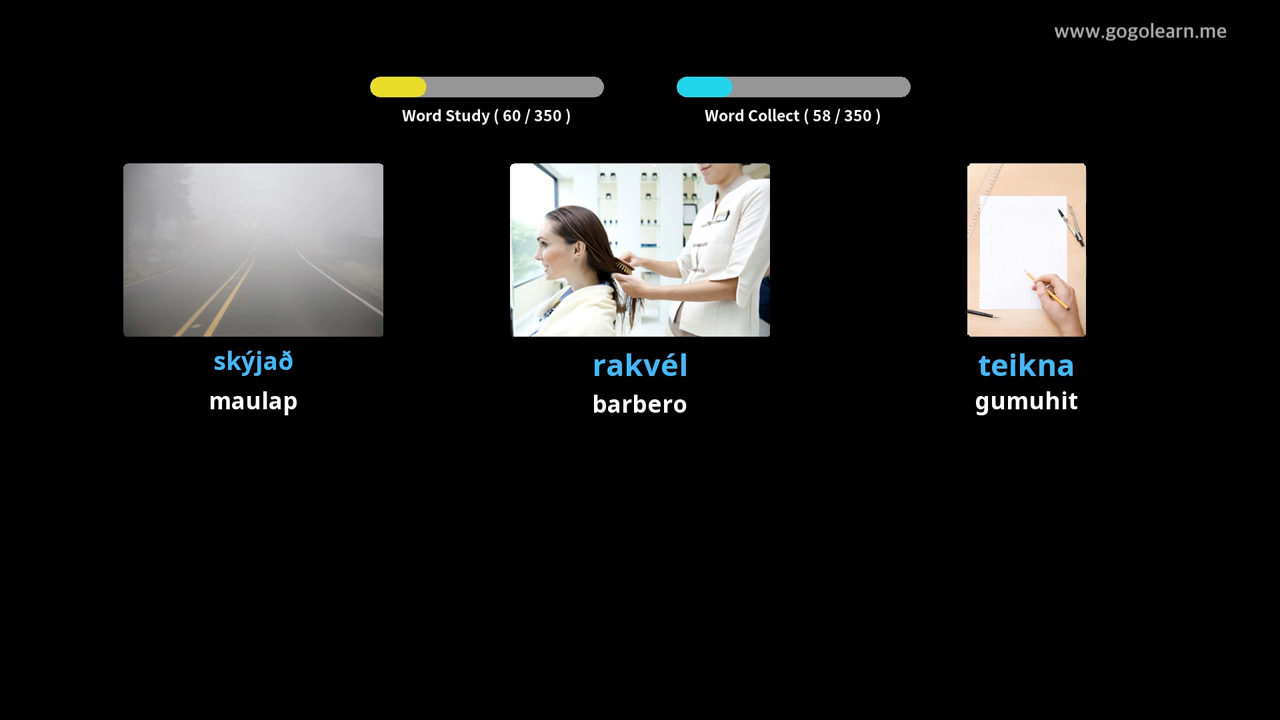 www.gogolearn.me
Word Study ( 60 / 350 )
Word Collect ( 58 / 350 )
skýjað
maulap
rakvél
barbero
teikna
gumuhit